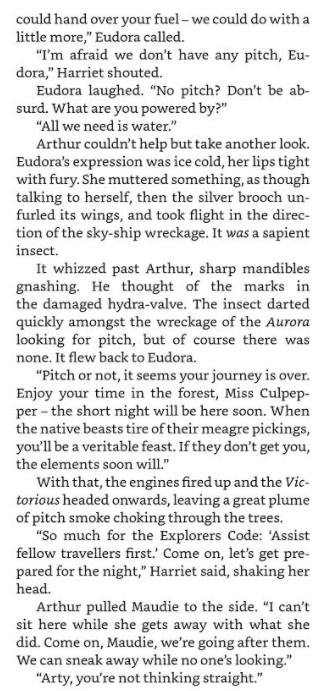 could hand over your fuel – we could do with a
little more,” Eudora called.
“I’m afraid we don’t have any pitch, Eu-
dora,” Harriet shouted.
Eudora laughed. “No pitch? Don’t be ab-
surd. What are you powered by?”
“All we need is water.”
Arthur couldn’t help but take another look.
Eudora’s expression was ice cold, her lips tight
with fury. She muttered something, as though
talking to herself, then the silver brooch un-
furled its wings, and took flight in the direc-
tion of the sky-ship wreckage. It was a sapient
insect.
It whizzed past Arthur, sharp mandibles
gnashing. He thought of the marks in
the damaged hydra-valve. The insect darted
quickly amongst the wreckage of the Aurora
looking for pitch, but of course there was
none. It flew back to Eudora.
“Pitch or not, it seems your journey is over.
Enjoy your time in the forest, Miss Culpep-
per – the short night will be here soon. When
the native beasts tire of their meagre pickings,
you’ll be a veritable feast. If they don’t get you,
the elements soon will.”
With that, the engines fired up and the Vic-
torious headed onwards, leaving a great plume
of pitch smoke choking through the trees.
“So much for the Explorers Code: ‘Assist
fellow travellers first.’ Come on, let’s get pre-
pared for the night,” Harriet said, shaking her
head.
Arthur pulled Maudie to the side. “I can’t
sit here while she gets away with what she
did. Come on, Maudie, we’re going after them.
We can sneak away while no one’s looking.”
“Arty, you’re not thinking straight.”